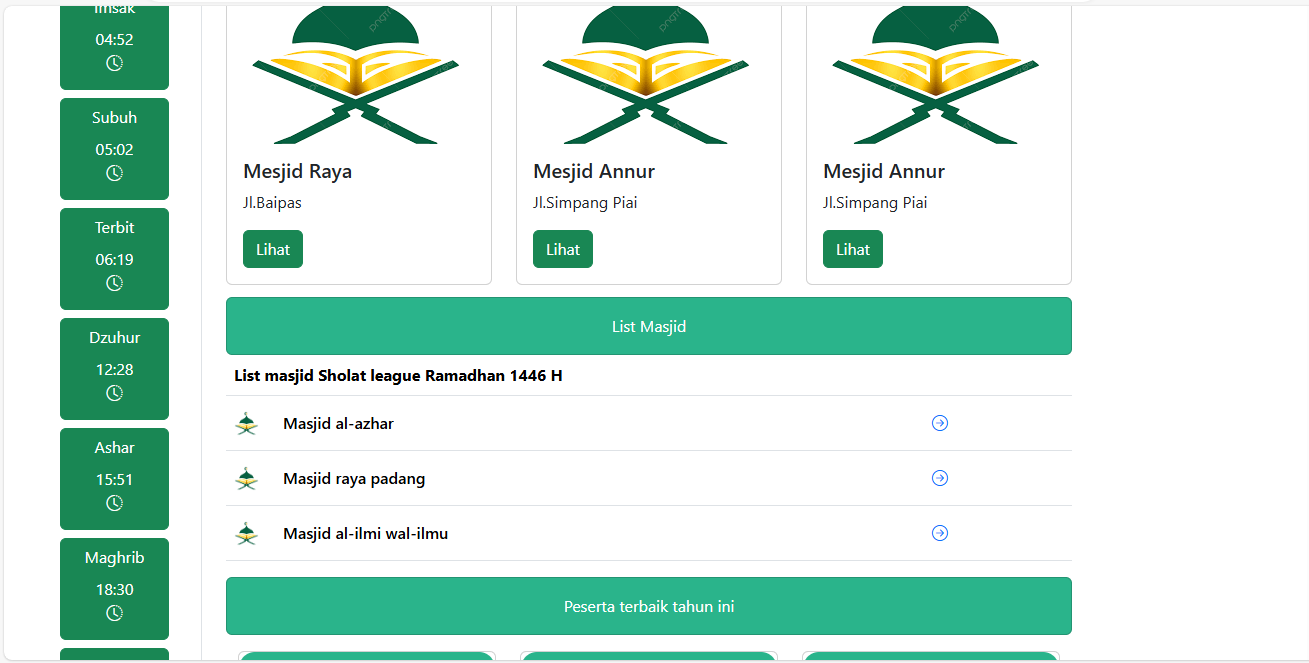 Imsak
04:52
Subuh
05:02
Terbit
06:19
Dzuhur
12:28
Ashar
15:51
Maghrib
18:30
Mesjid Raya
Jl.Baipas
Lihat
Mesjid Annur
Jl.Simpang Piai
Lihat
Mesjid Annur
Jl.Simpang Piai
Lihat
List Masjid
List masjid Sholat league Ramadhan 1446 H
Masjid al-azhar
Masjid raya padang
Masjid al-ilmi wal-ilmu
Peserta terbaik tahun ini